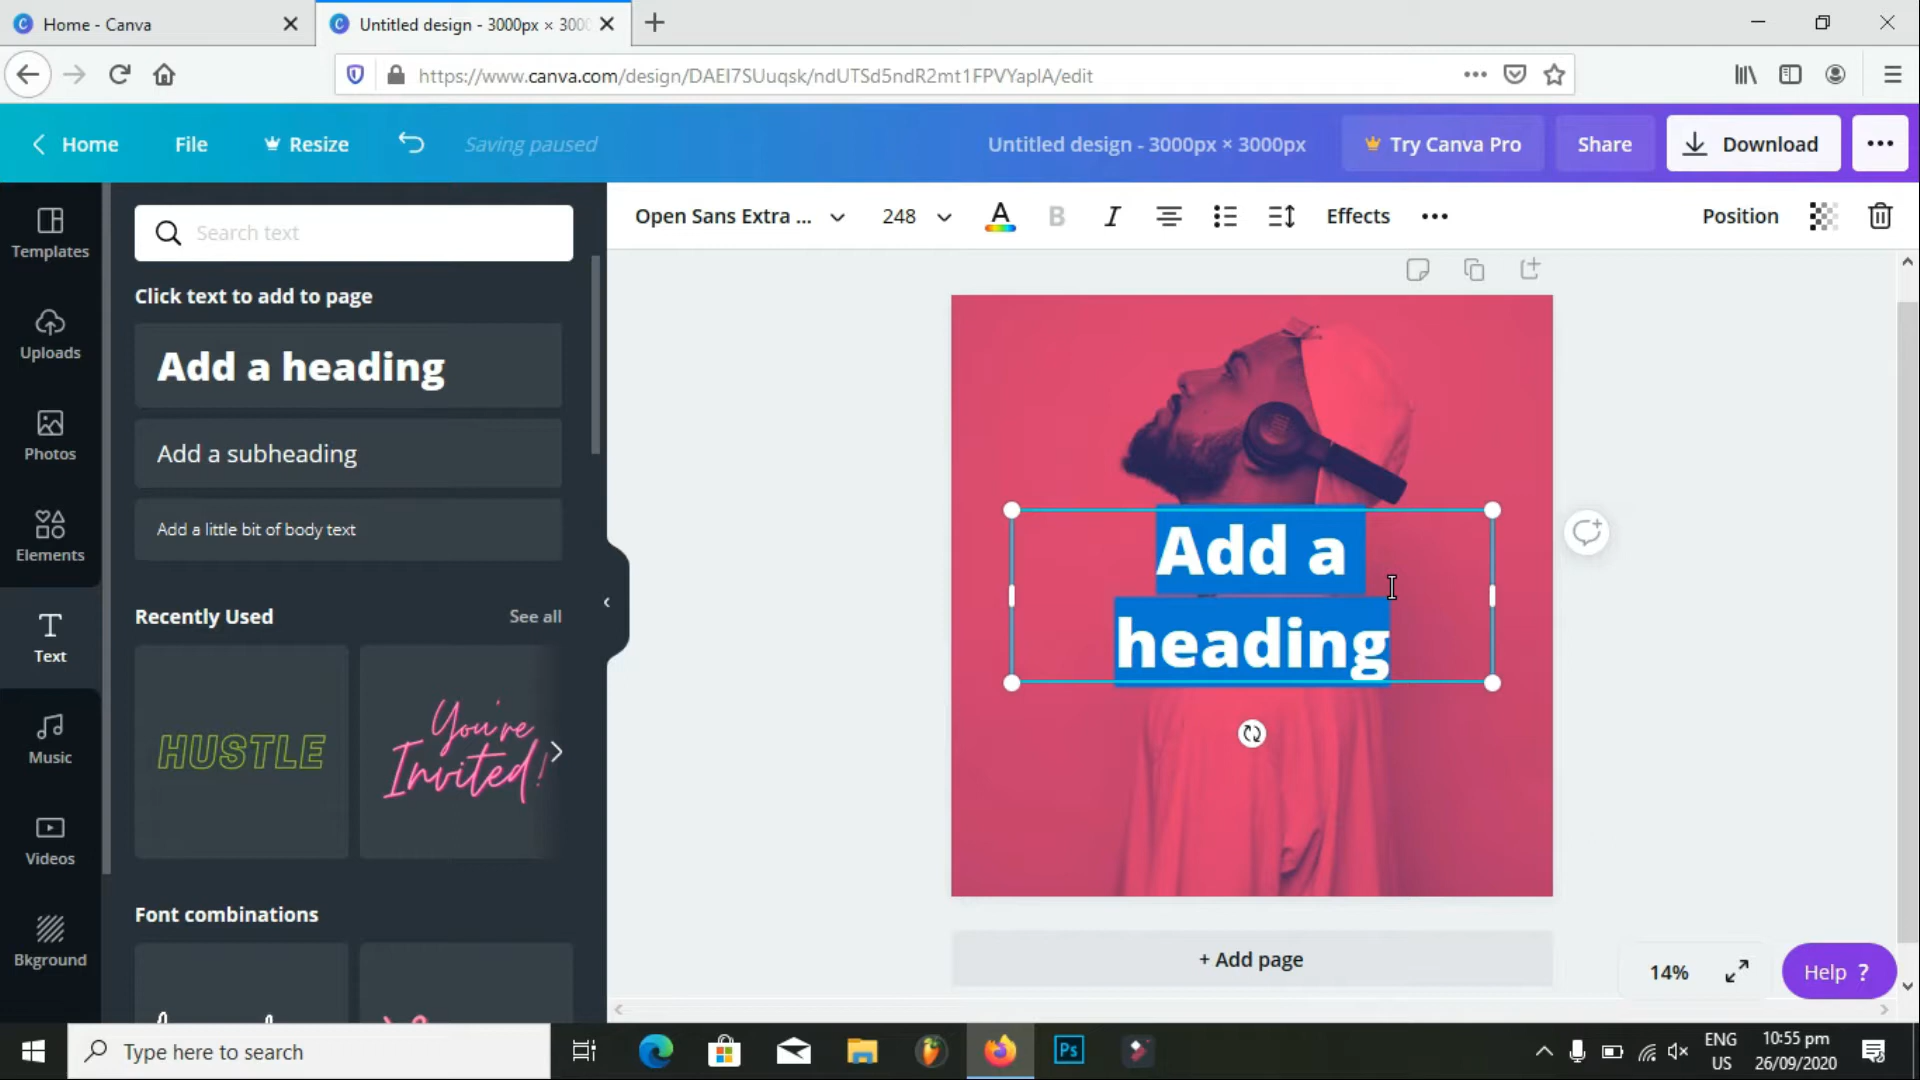 Home - Canva
Untitled design - 3000px × 300
https://www.canva.com/design/DAEI7SUuqsk/ndUTSd5ndR2mt1FPVYaplA/edit
Home
File
Resize
Saving paused
Untitled design - 3000px × 3000px
Try Canva Pro
Share
Download
Templates
Uploads
Photos
Elements
Text
Music
Videos
Bkground
Search text
Click text to add to page
Add a heading
Add a subheading
Add a little bit of body text
Recently Used
See all
HUSTLE
You're
Invited!
Font combinations
Open Sans Extra ...
248
A
B
I
Effects
Position
Add a
heading
+ Add page
14%
Help ?
Type here to search
Ps
ENG
US
10:55 pm
26/09/2020